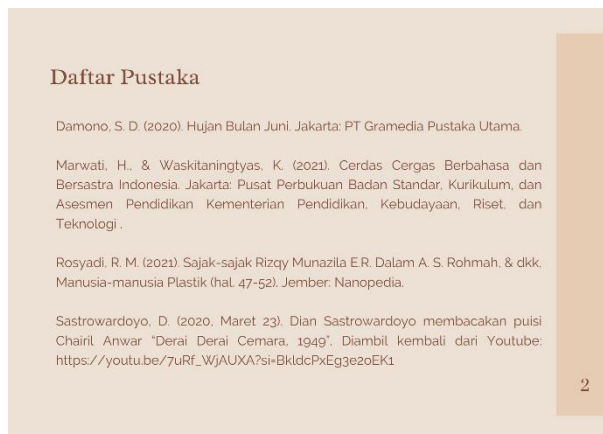 Daftar Pustaka
Damono, S. D. (2020). Hujan Bulan Juni. Jakarta: PT Gramedia Pustaka Utama.
Marwati, H., & Waskitaningtyas, K. (2021). Cerdas Cergas Berbahasa dan
Bersastra Indonesia. Jakarta: Pusat Perbukuan Badan Standar, Kurikulum, dan
Asesmen Pendidikan Kementerian Pendidikan, Kebudayaan, Riset, dan
Teknologi .
Rosyadi, R. M. (2021). Sajak-sajak Rizqy Munazila E.R. Dalam A. S. Rohmah, & dkk,
Manusia-manusia Plastik (hal. 47-52). Jember: Nanopedia.
Sastrowardoyo, D. (2020, Maret 23). Dian Sastrowardoyo membacakan puisi
Chairil Anwar “Derai Derai Cemara, 1949”. Diambil kembali dari Youtube:
https://youtu.be/7uRf_WjAUXA?si=BkldcPxEg3e2oEK1
2